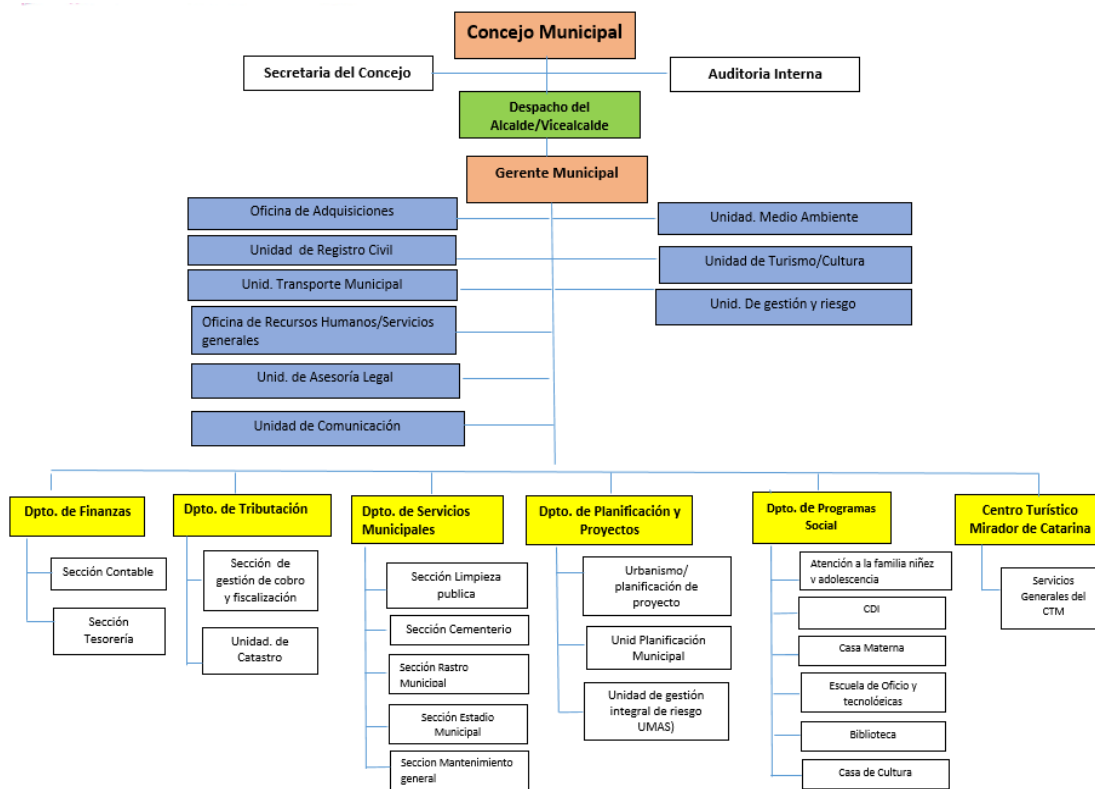 Concejo Municipal
Secretaria del Concejo
Auditoria Interna
Despacho del
Alcalde/Vicealcalde
Gerente Municipal
Oficina de Adquisiciones
Unidad. Medio Ambiente
Unidad de Registro Civil
Unidad de Turismo/Cultura
Unid. Transporte Municipal
Unid. De gestión y riesgo
Oficina de Recursos Humanos/Servicios
generales
Unid. de Asesoría Legal
Unidad de Comunicación
Dpto. de Finanzas
Sección Contable
Sección
Tesorería
Dpto. de Tributación
Sección de
gestión de cobro
y fiscalización
Unidad. de
Catastro
Dpto. de Servicios
Municipales
Sección Limpieza
publica
Sección Cementerio
Sección Rastro
Municipal
Sección Estadio
Municipal
Seccion Mantenimiento
general
Dpto. de Planificación y
Proyectos
Urbanismo/
planificación de
proyecto
Unid Planificación
Municipal
Unidad de gestión
integral de riesgo
UMAS)
Dpto. de Programas
Social
Atención a la familia niñez
y adolescencia
CDI
Casa Materna
Escuela de Oficio y
tecnológicas
Biblioteca
Casa de Cultura
Centro Turístico
Mirador de Catarina
Servicios
Generales del
CTM